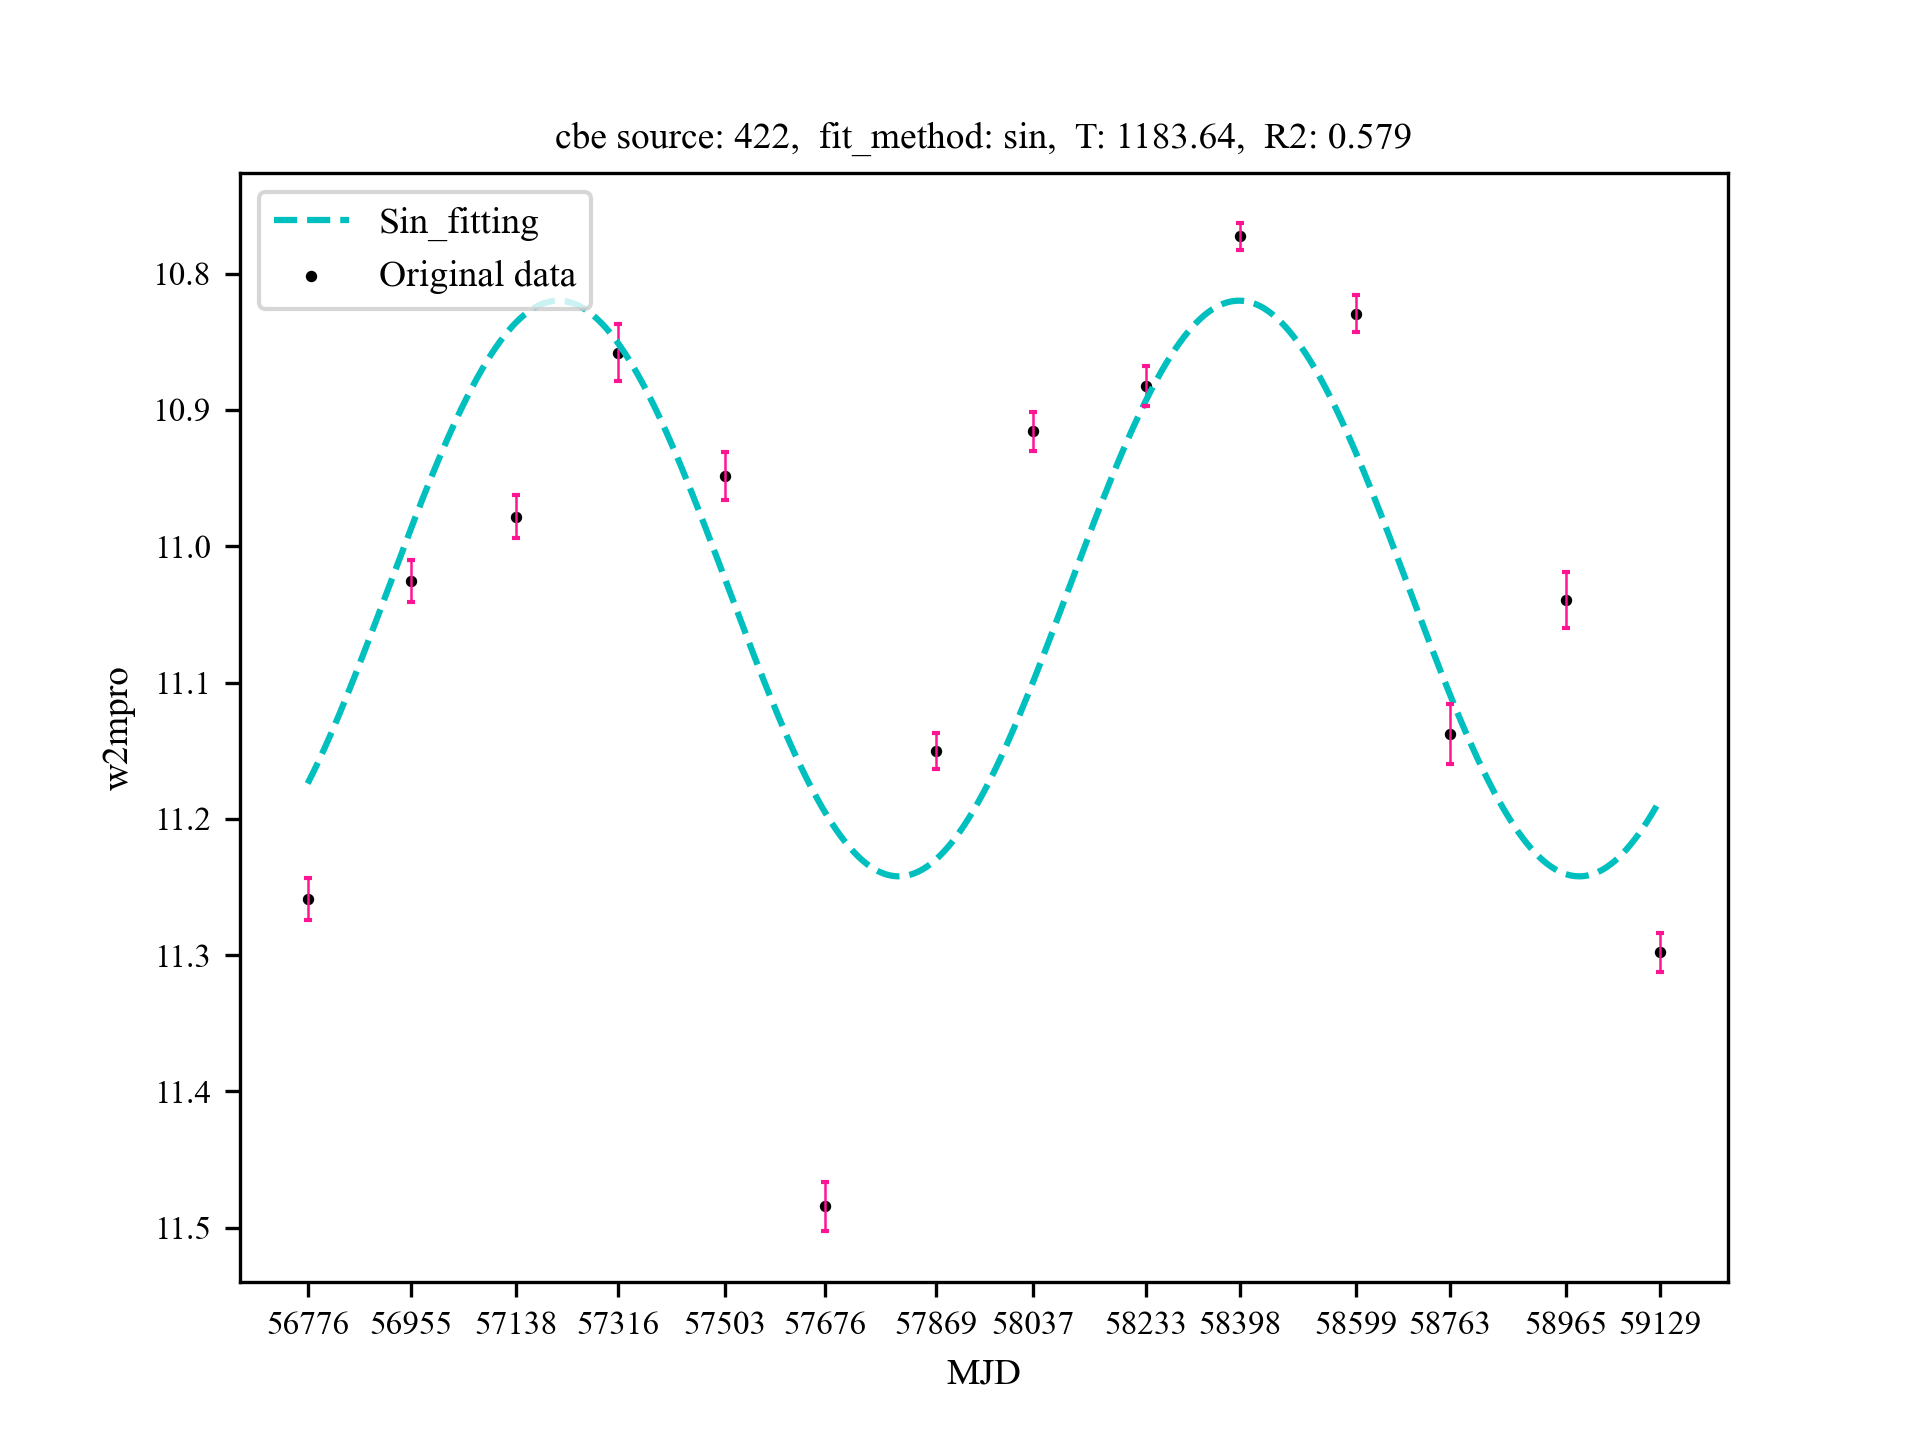 cbe source: 422,  fit_method: sin,  T: 1183.64,  R2: 0.579
Sin_fitting
Original data
10.8
10.9
11.0
11.1
11.2
11.3
11.4
11.5
w2mpro
56776 56955 57138 57316 57503 57676 57869 58037 58233 58398 58599 58763 58965 59129
MJD